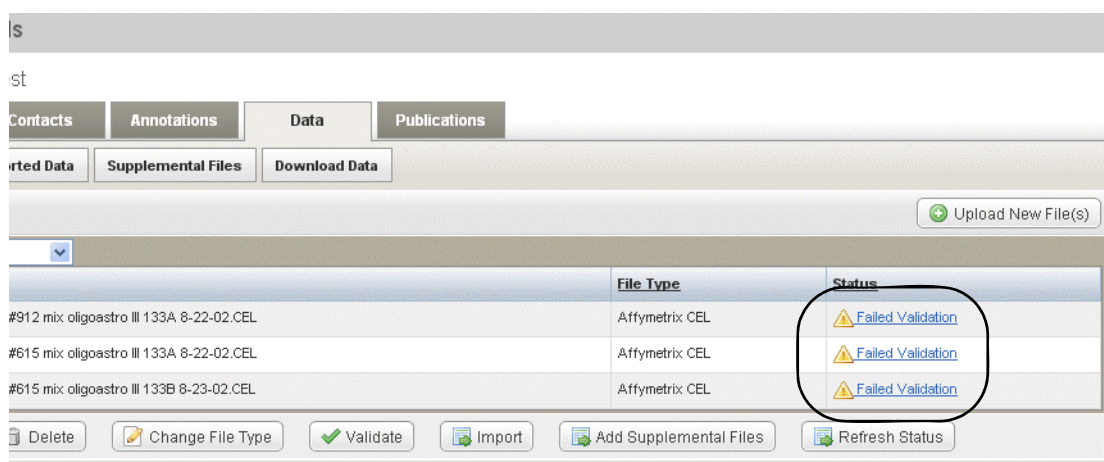 ls
st
Contacts Annotations Data Publications
rted Data Supplemental Files Download Data
Upload New File(s)
File Type Status
#912 mix oligoastro III 133A 8-22-02.CEL Affymetrix CEL Failed Validation
#615 mix oligoastro III 133A 8-22-02.CEL Affymetrix CEL Failed Validation
#615 mix oligoastro III 133B 8-23-02.CEL Affymetrix CEL Failed Validation
Delete Change File Type Validate Import Add Supplemental Files Refresh Status